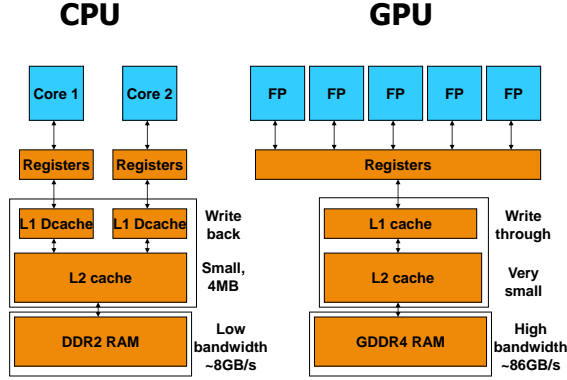 CPU
GPU
Core 1
Core 2
FP
FP
FP
FP
FP
Registers
Registers
Registers
L1 Dcache
L1 Dcache
Write
back
L1 cache
Write
through
L2 cache
Small,
4MB
L2 cache
Very
small
DDR2 RAM
Low
bandwidth
~8GB/s
GDDR4 RAM
High
bandwidth
~86GB/s